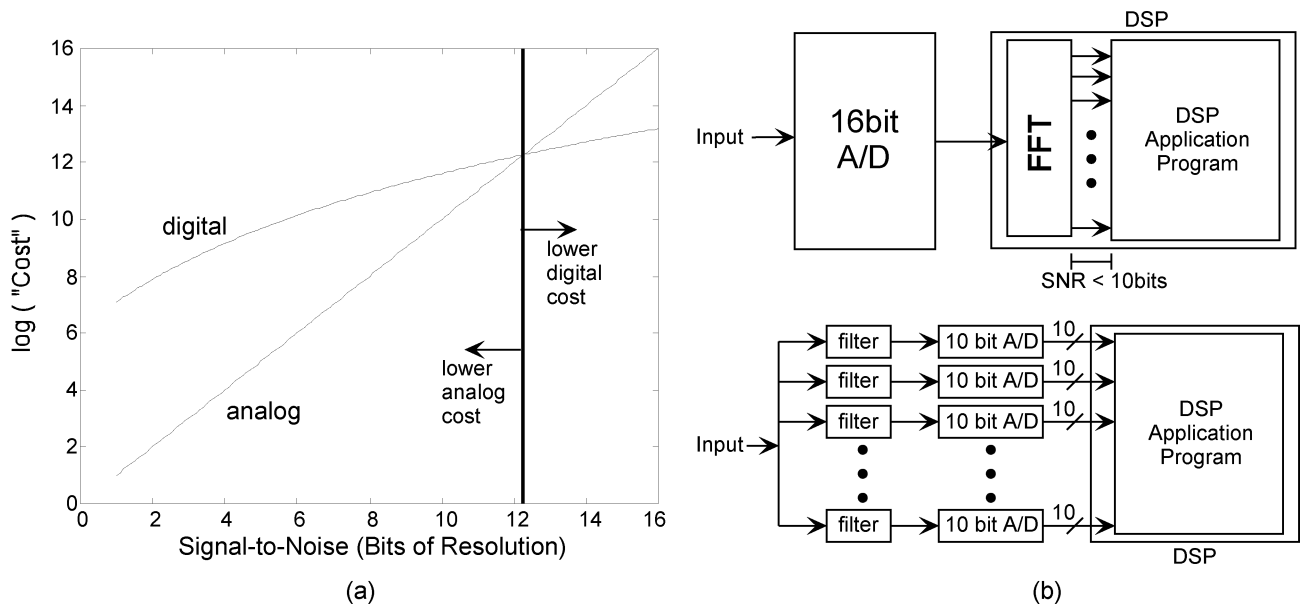 16
14
12
10
8
6
4
2
0
0 2 4 6 8 10 12 14 16
log ( "Cost" )
digital
analog
lower
digital
cost
lower
analog
cost
Signal-to-Noise (Bits of Resolution)
(a)
DSP
Input
16bit
A/D
FFT
DSP
Application
Program
SNR < 10bits
Input
filter 10 bit A/D 10
filter 10 bit A/D 10
filter 10 bit A/D 10
filter 10 bit A/D 10
DSP
Application
Program
DSP
(b)